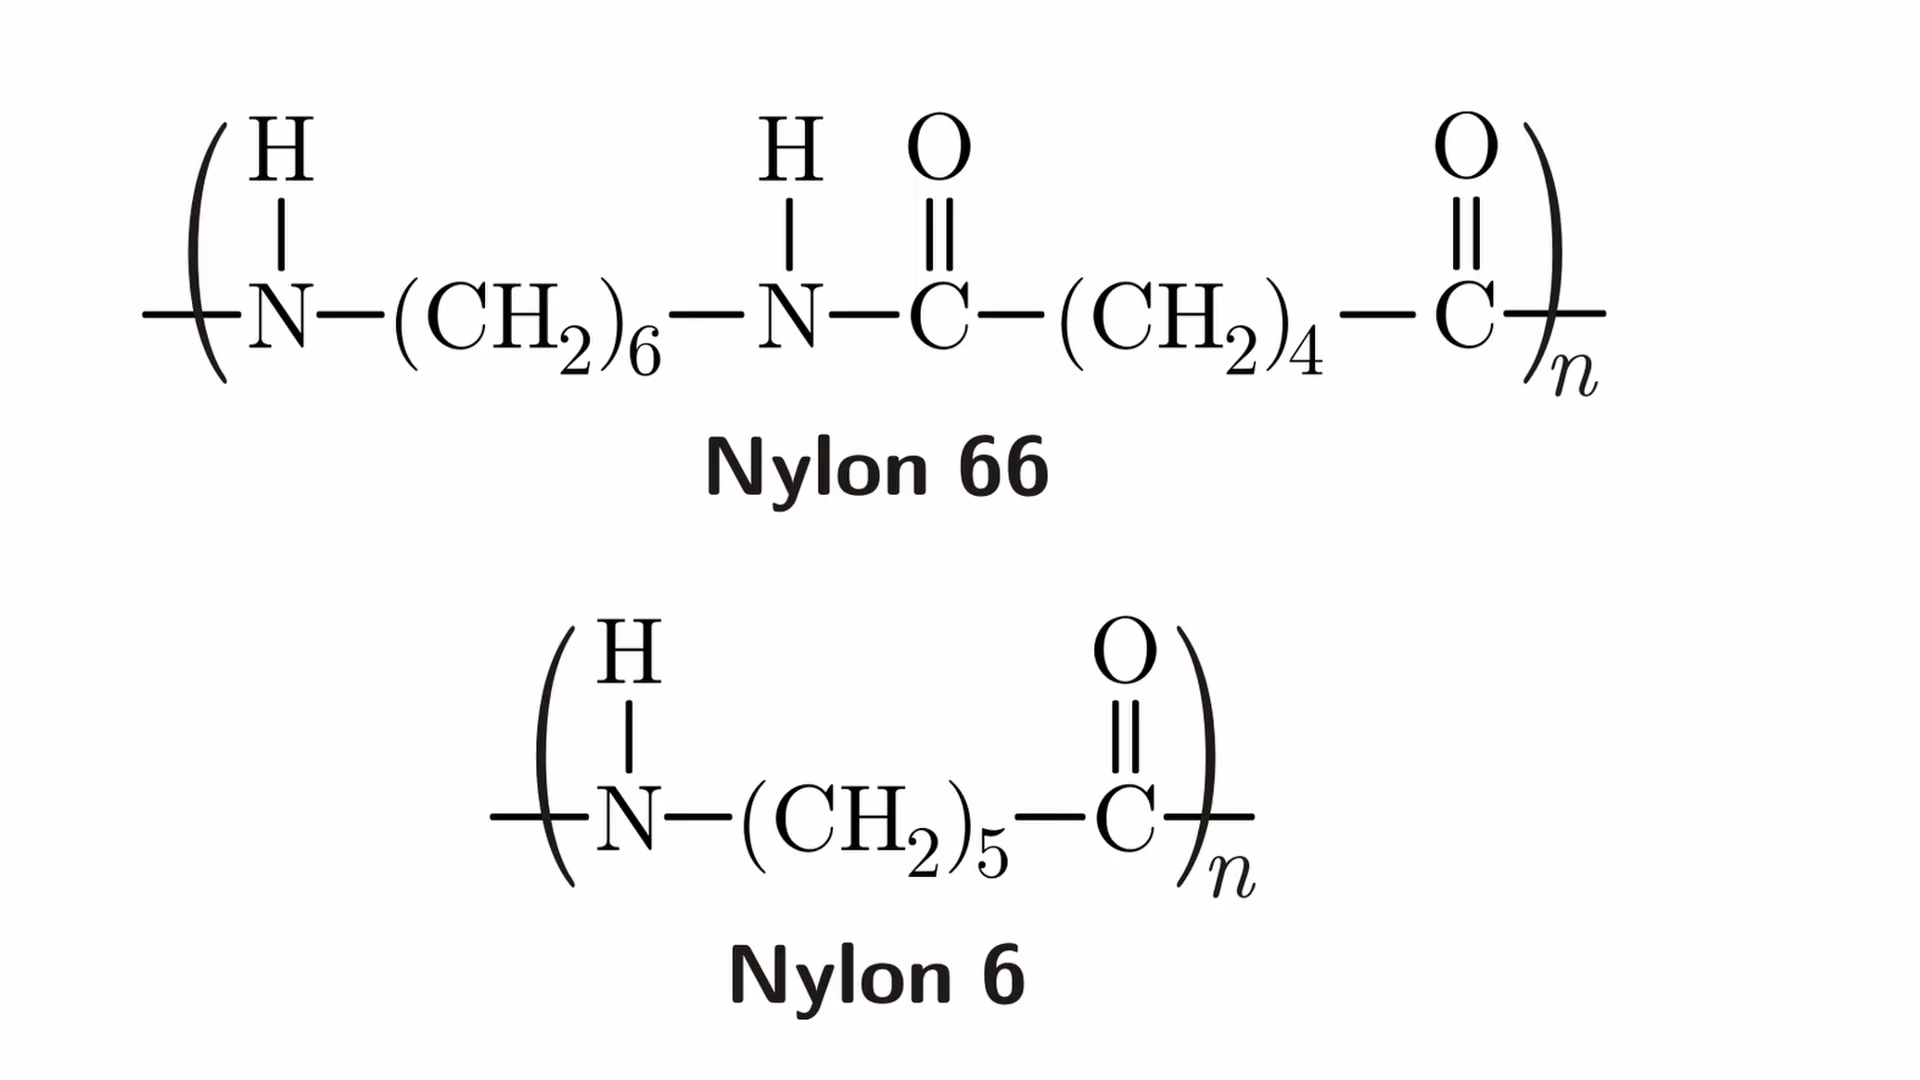 H H O O
N (CH₂)₆ N C (CH₂)₄ C n
Nylon 66
H O
N (CH₂)₅ C n
Nylon 6